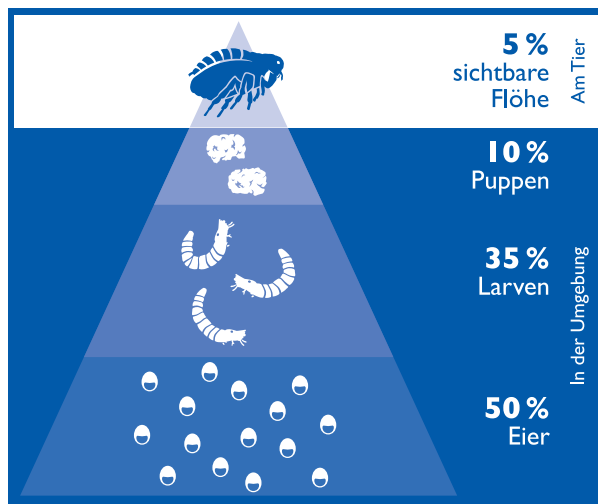 5 %
sichtbare
Flöhe
Am Tier
10 %
Puppen
35 %
Larven
In der Umgebung
50 %
Eier